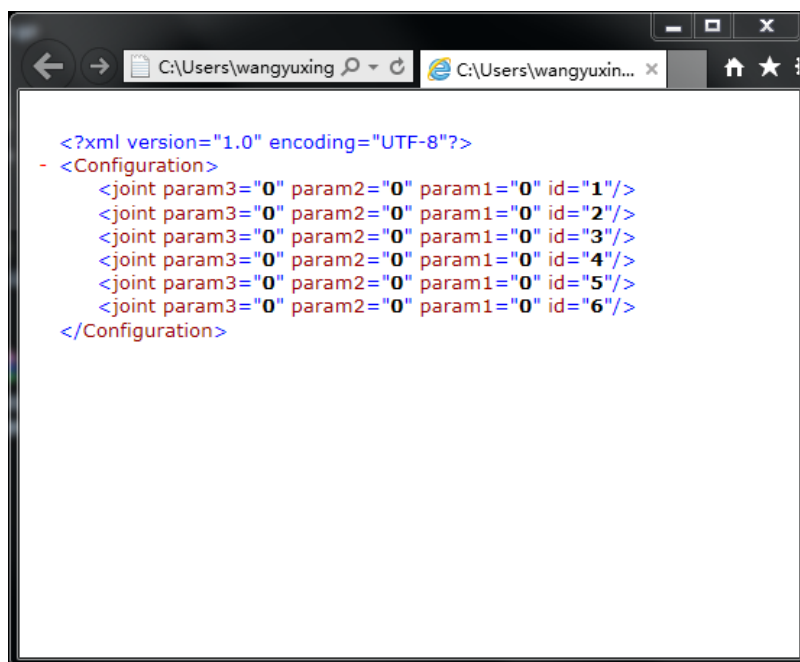 C:\Users\wangyuxing
C:\Users\wangyuxin...
<?xml version="1.0" encoding="UTF-8"?>
- <Configuration>
<joint param3="0" param2="0" param1="0" id="1"/>
<joint param3="0" param2="0" param1="0" id="2"/>
<joint param3="0" param2="0" param1="0" id="3"/>
<joint param3="0" param2="0" param1="0" id="4"/>
<joint param3="0" param2="0" param1="0" id="5"/>
<joint param3="0" param2="0" param1="0" id="6"/>
</Configuration>